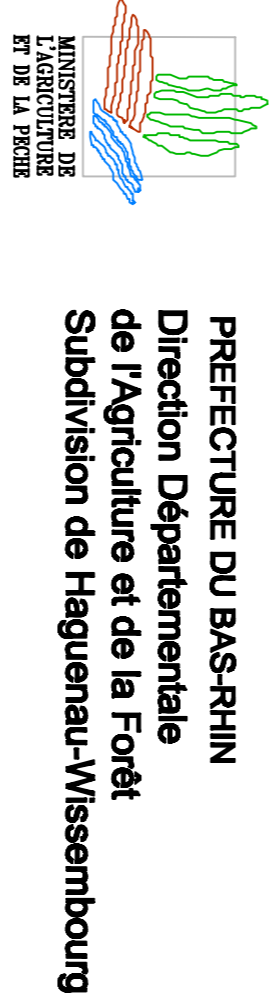 MINISTERE DE
L'AGRICULTURE
ET DE LA PECHE
PREFECTURE DU BAS-RHIN
Direction Départementale
de l'Agriculture et de la Forêt
Subdivision de Haguenau-Wissembourg